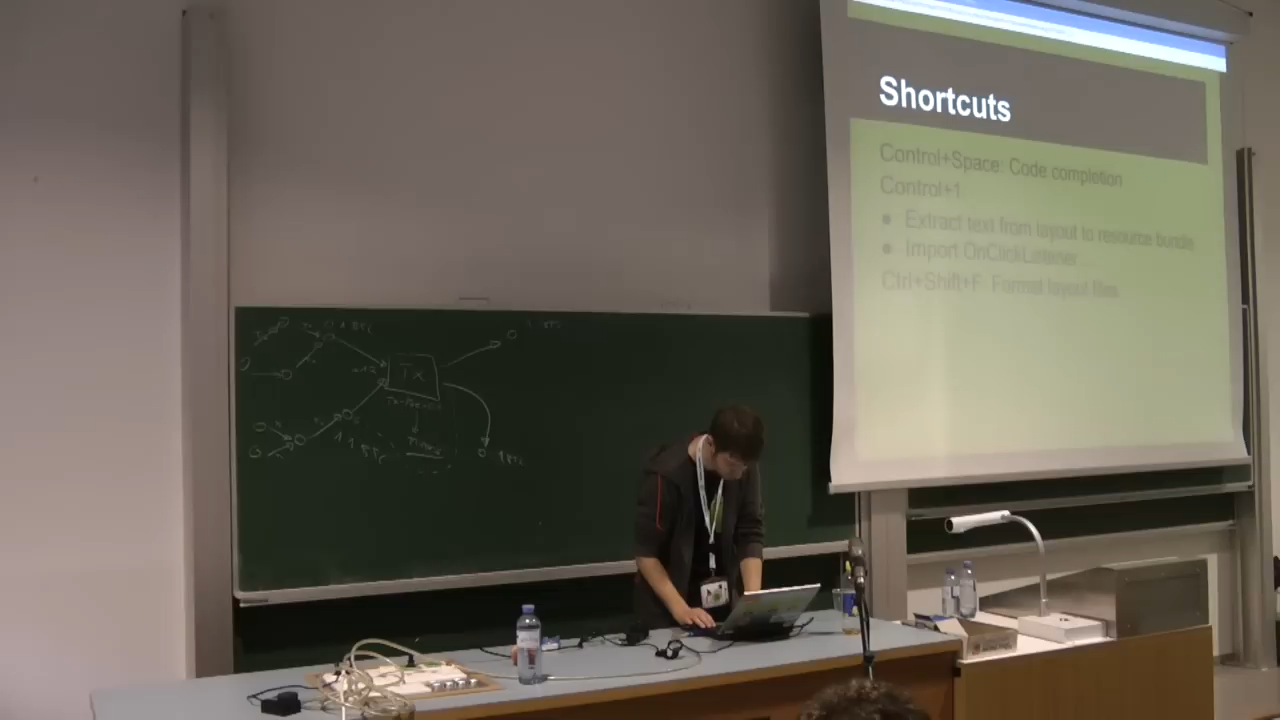 Shortcuts
Control+Space: Code completion
Control+1
Extract text from layout to resource bundle
Import OnClickListener
Ctrl+Shift+F: Format layout files
Tx